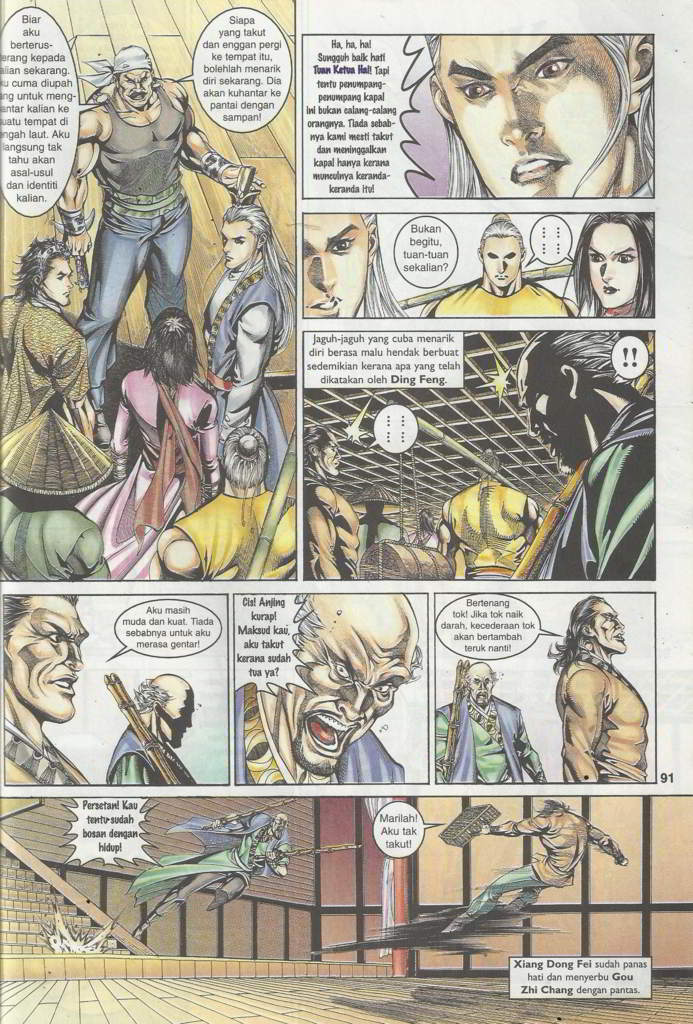 Biar
aku
berterus-
terang kepada
kalian sekarang.
Aku cuma diupah
untuk meng-
antar kalian ke
suatu tempat di
tengah laut. Aku
langsung tidak
tahu akan
asal-usul
dan identiti
kalian.
Siapa
yang takut
dan enggan pergi
ke tempat itu,
bolehlah menarik
diri sekarang. Dia
akan kuhantar ke
pantai dengan
sampan!
Ha, ha, ha!
Sungguh baik hati
Tuan Ketua Hai! Tapi
tentu penumpang-
penumpang kapal
ini bukan calang-calang
orangnya. Tiada sebab-
nya kami mesti takut
dan meninggalkan
kapal hanya kerana
munculnya keranda-
keranda itu!
Bukan
begitu,
tuan-tuan
sekalian?
Jaguh-jaguh yang cuba menarik
diri berasa malu hendak berbuat
sedemikian kerana apa yang telah
dikatakan oleh Ding Feng.
!!
Aku masih
muda dan kuat. Tiada
sebabnya untuk aku
merasa gentar!
Cis! Anjing
kurap!
Maksud kau,
aku takut
kerana sudah
tua ya?
Bertenang
tok! Jika tok naik
darah, kecederaan tok
akan bertambah
teruk nanti!
91
Persetan! Kau
tentu sudah
bosan dengan
hidup!
Marilah!
Aku tak
takut!
Xiang Dong Fei sudah panas
hati dan menyerbu Gou
Zhi Chang dengan pantas.